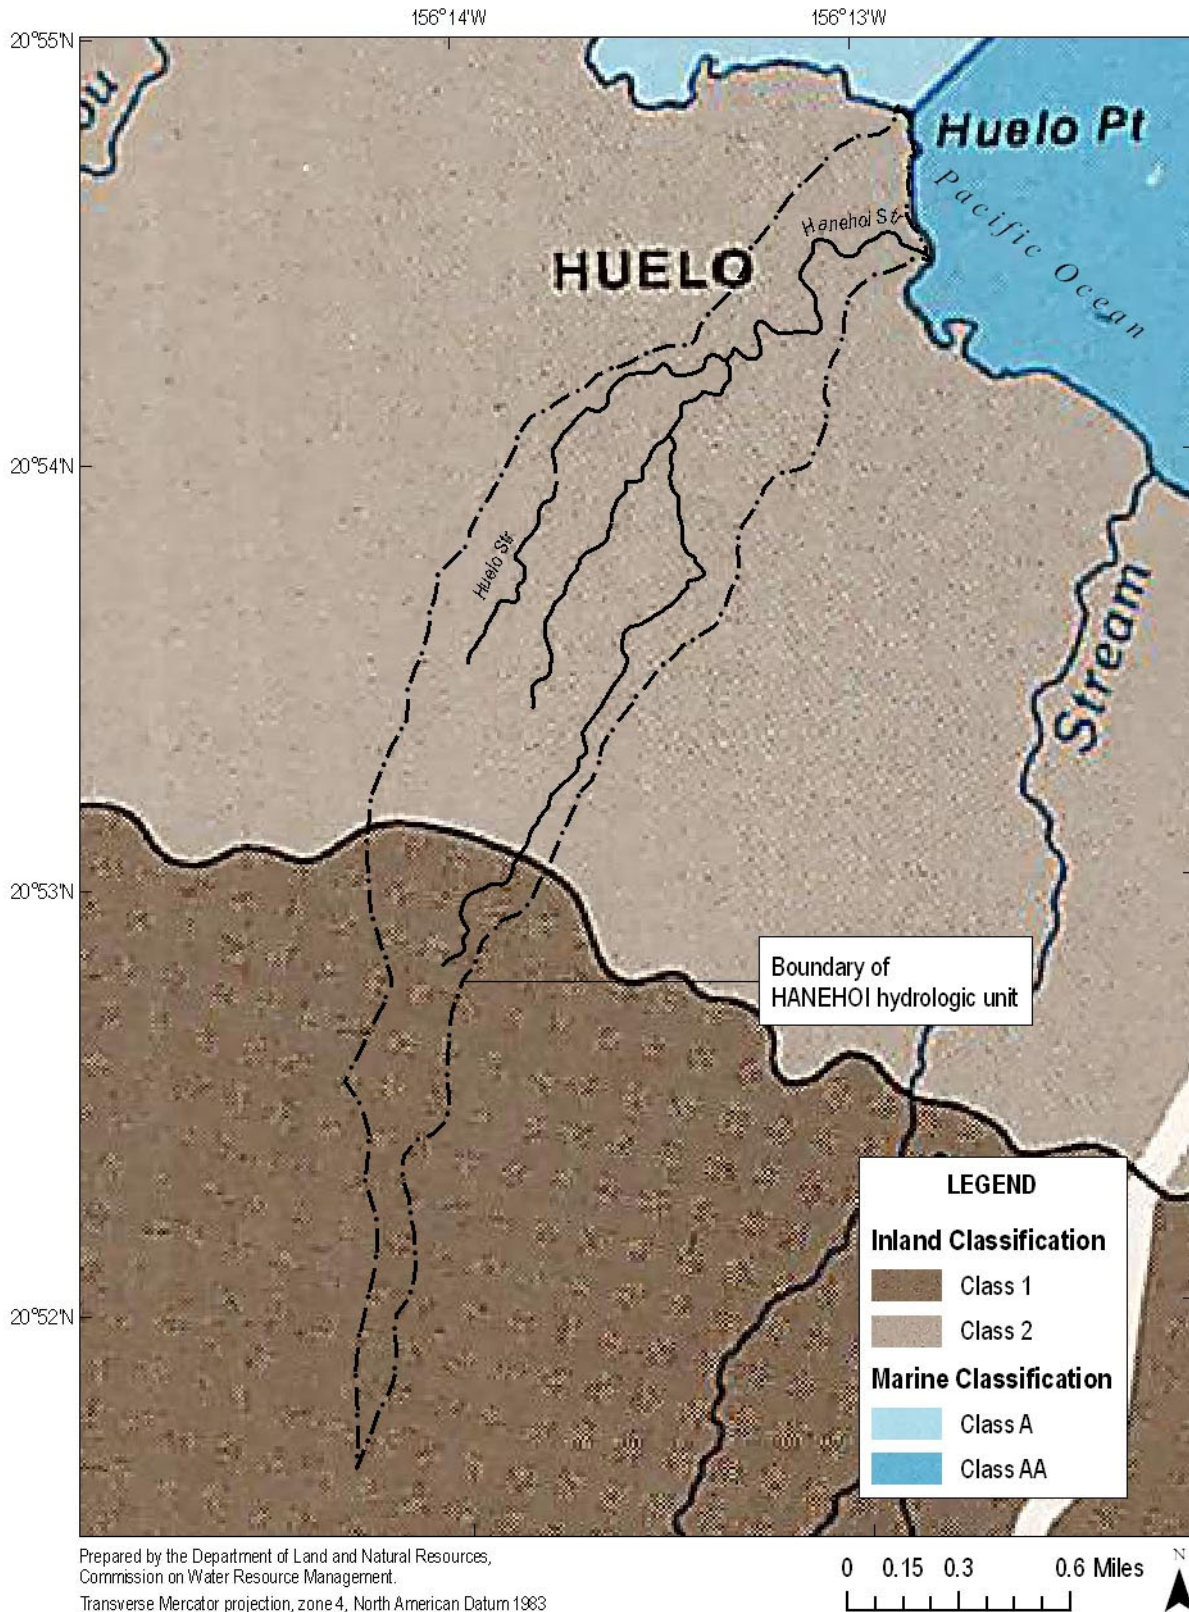 156°14'W
156°13'W
20°55'N
ou
Huelo Pt
Pacific Ocean
Hanehoi Str
HUELO
20°54'N
Huelo Str
Stream
20°53'N
Boundary of
HANEHOI hydrologic unit
LEGEND
Inland Classification
Class 1
Class 2
Marine Classification
Class A
Class AA
20°52'N
Prepared by the Department of Land and Natural Resources,
Commission on Water Resource Management.
Transverse Mercator projection, zone 4, North American Datum 1983
0 0.15 0.3 0.6 Miles
N